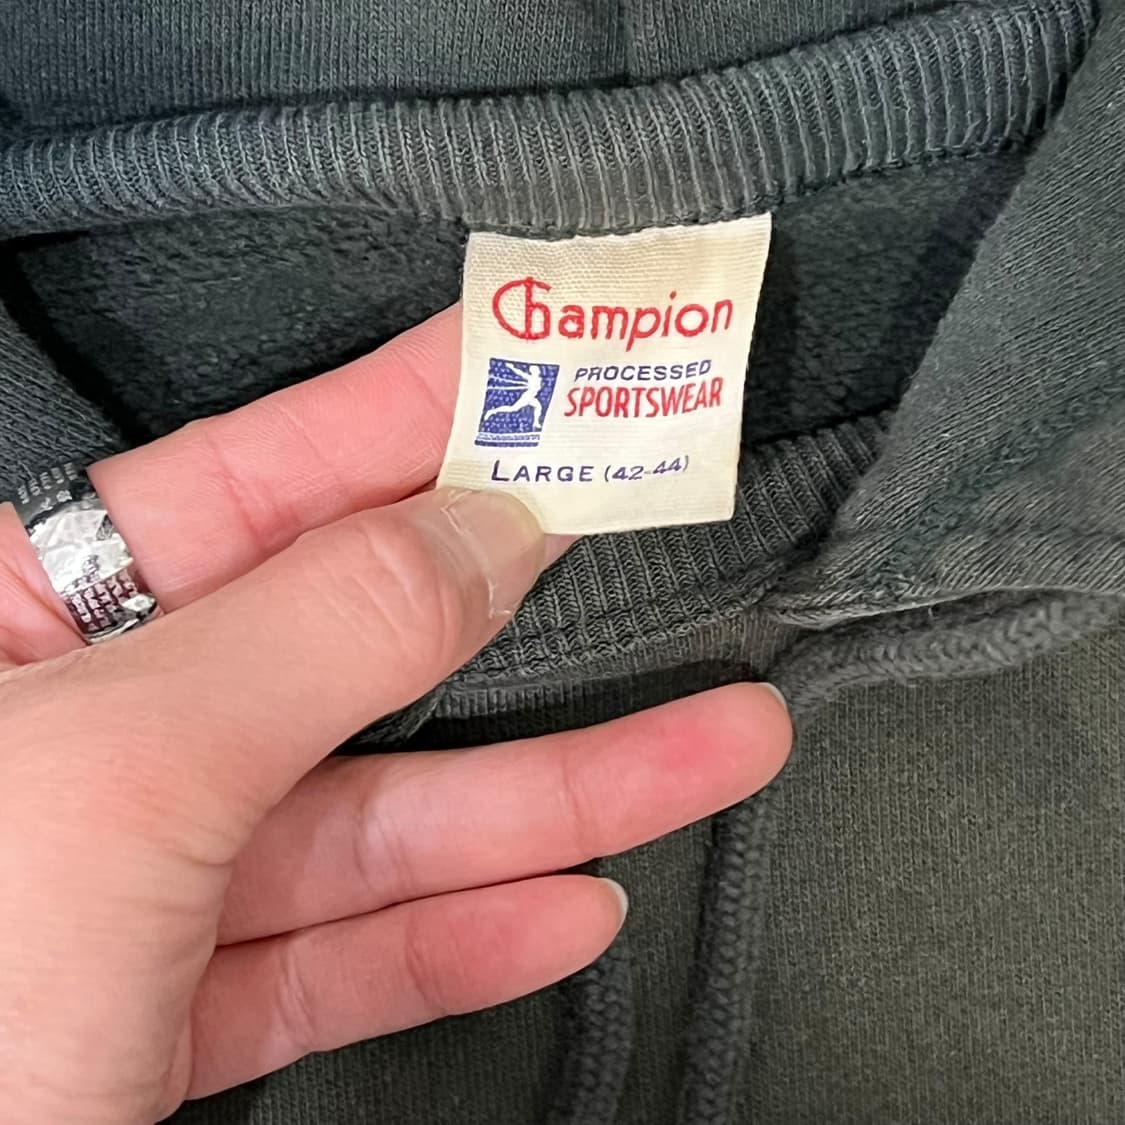 Champion
PROCESSED
SPORTSWEAR
LARGE (42-44)